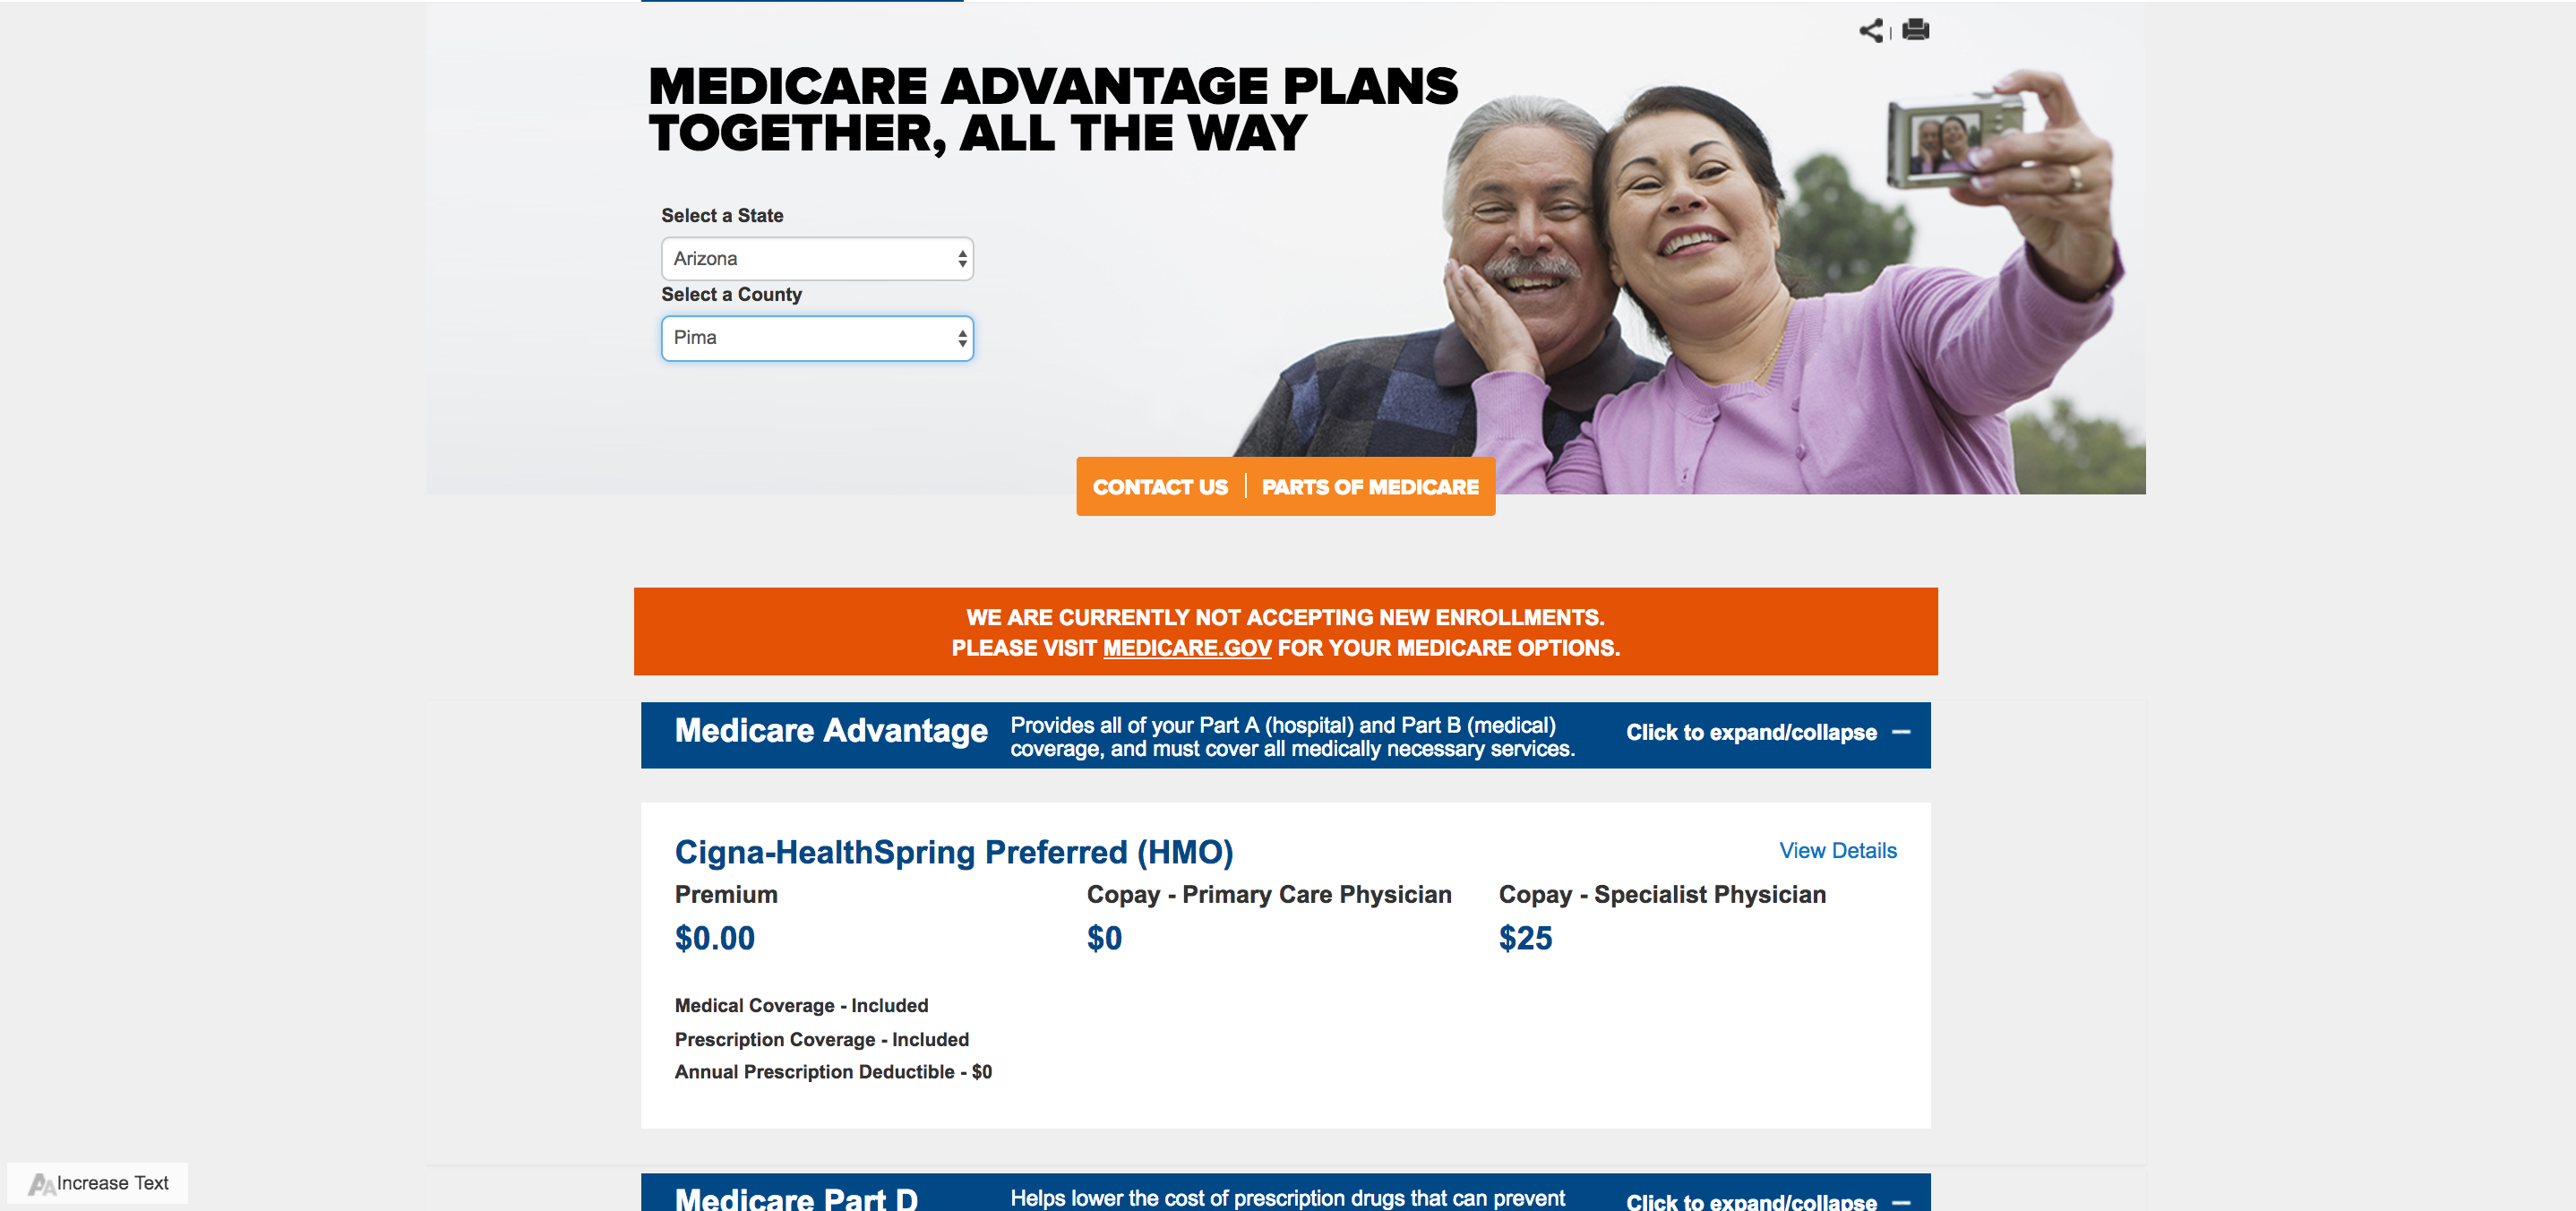 MEDICARE ADVANTAGE PLANS
TOGETHER, ALL THE WAY
Select a State
Arizona
Select a County
Pima
CONTACT US | PARTS OF MEDICARE
WE ARE CURRENTLY NOT ACCEPTING NEW ENROLLMENTS.
PLEASE VISIT MEDICARE.GOV FOR YOUR MEDICARE OPTIONS.
Medicare Advantage
Provides all of your Part A (hospital) and Part B (medical)
coverage, and must cover all medically necessary services.
Click to expand/collapse
Cigna-HealthSpring Preferred (HMO)
View Details
Premium
$0.00
Copay - Primary Care Physician
$0
Copay - Specialist Physician
$25
Medical Coverage - Included
Prescription Coverage - Included
Annual Prescription Deductible - $0
AA Increase Text
Medicare Part D
Helps lower the cost of prescription drugs that can prevent
Click to expand/collapse